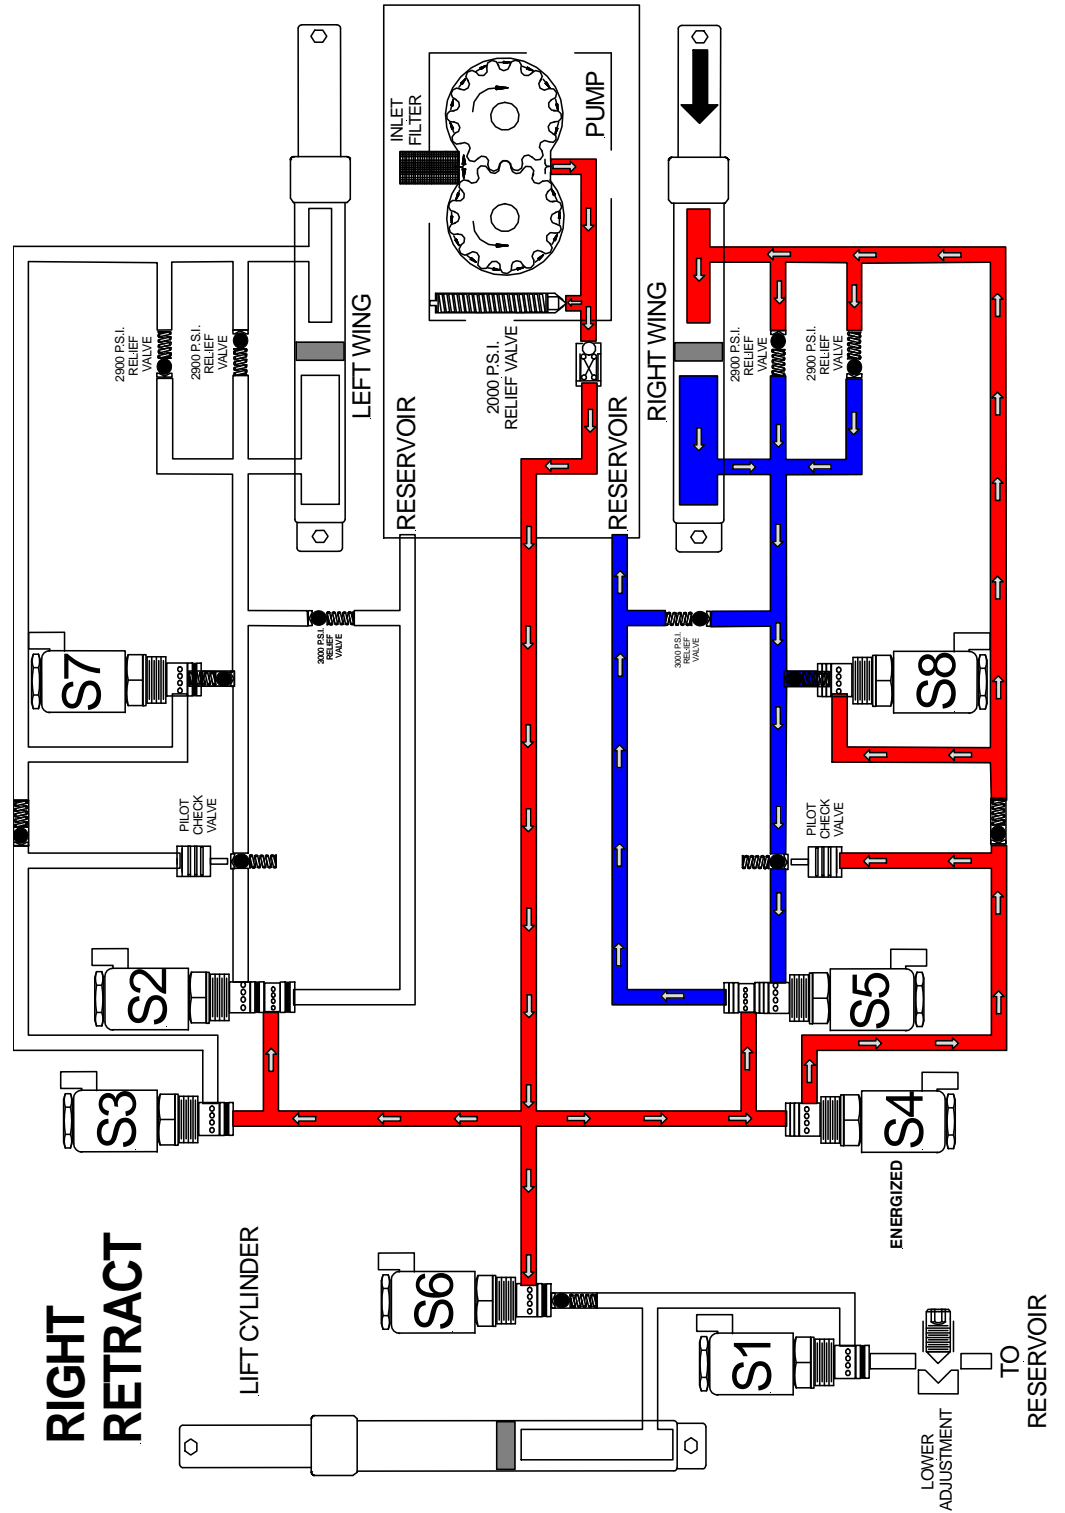 RIGHT
RETRACT
LIFT CYLINDER
S3
S2
PILOT
CHECK
VALVE
S7
2900 P.S.I.
RELIEF
VALVE
2900 P.S.I.
RELIEF
VALVE
LEFT WING
3000 P.S.I.
RELIEF
VALVE
RESERVOIR
INLET
FILTER
PUMP
2000 P.S.I.
RELIEF VALVE
RESERVOIR
RIGHT WING
2900 P.S.I.
RELIEF
VALVE
2900 P.S.I.
RELIEF
VALVE
3000 P.S.I.
RELIEF
VALVE
S8
PILOT
CHECK
VALVE
S5
S4
ENERGIZED
S6
S1
LOWER
ADJUSTMENT
TO
RESERVOIR